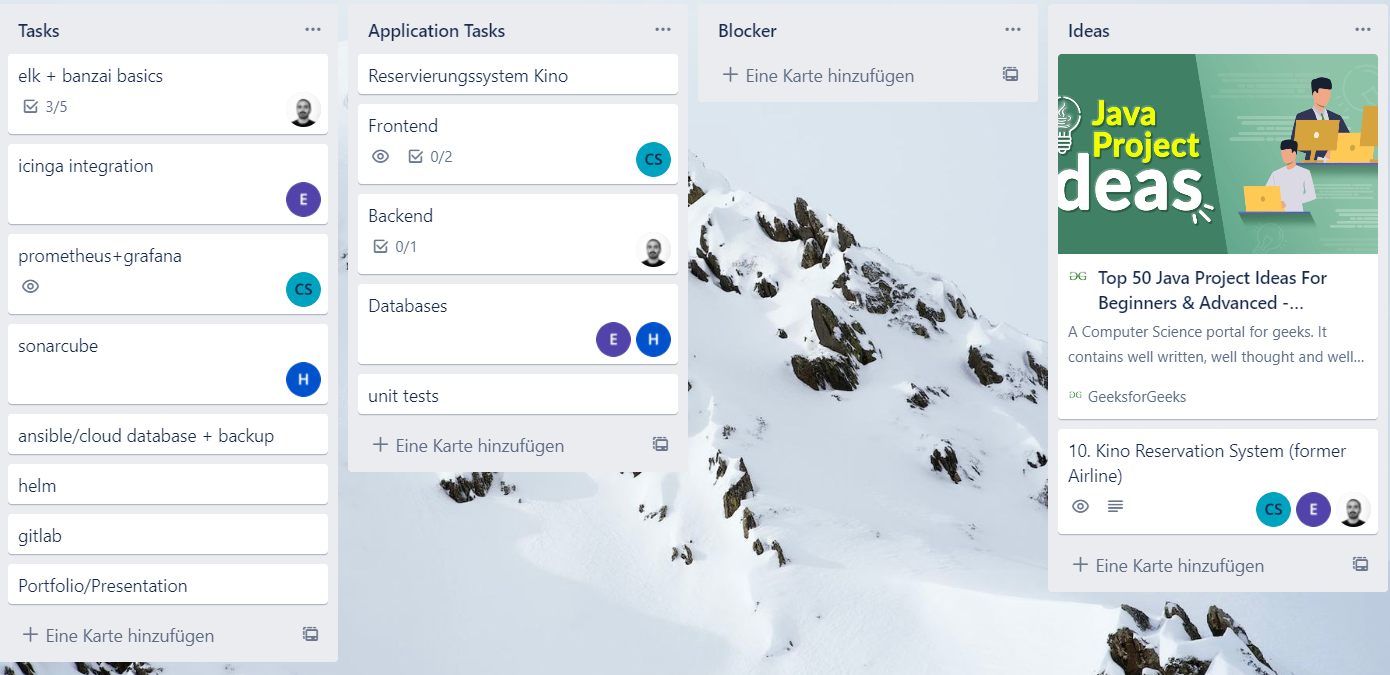 Tasks
elk + banzai basics
3/5
icinga integration
E
prometheus+grafana
CS
sonarcube
H
ansible/cloud database + backup
helm
gitlab
Portfolio/Presentation
Eine Karte hinzufügen
Application Tasks
Reservierungssystem Kino
Frontend
0/2
CS
Backend
0/1
Databases
E H
unit tests
Eine Karte hinzufügen
Blocker
Eine Karte hinzufügen
Ideas
Java
Project
Ideas
Top 50 Java Project Ideas For
Beginners & Advanced -...
A Computer Science portal for geeks. It
contains well written, well thought and well...
GeeksforGeeks
10. Kino Reservation System (former
Airline)
CS E
Eine Karte hinzufügen